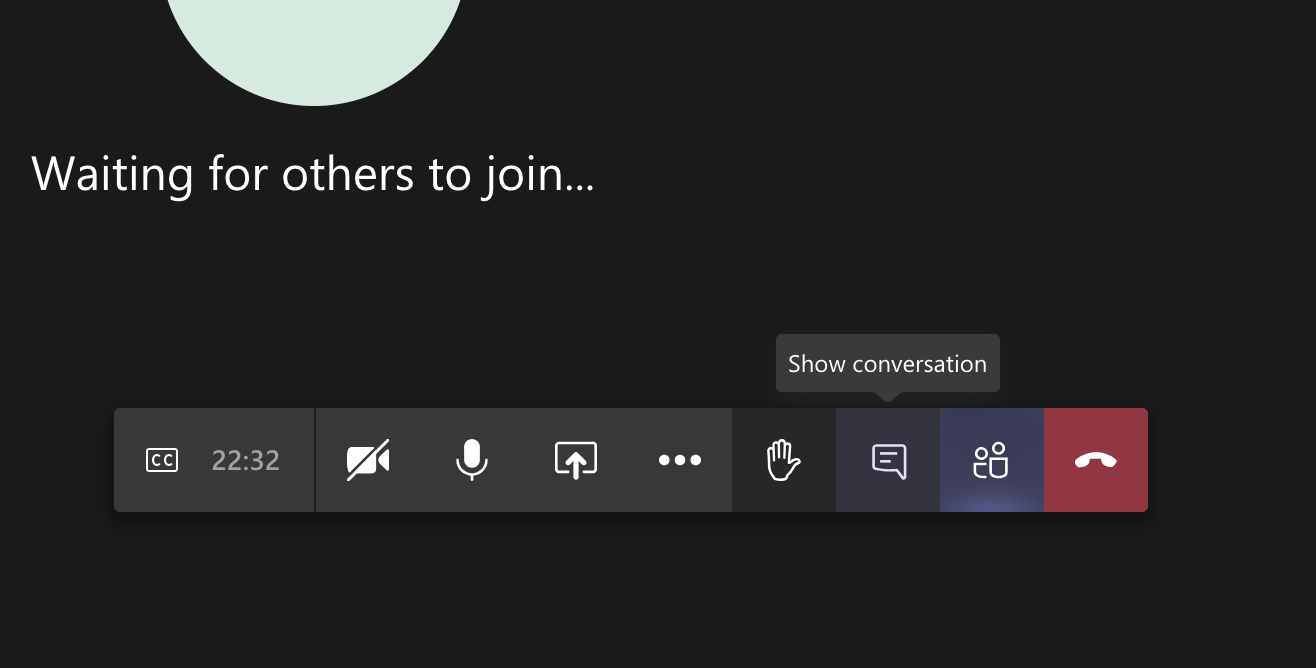 Waiting for others to join...
Show conversation
CC 22:32